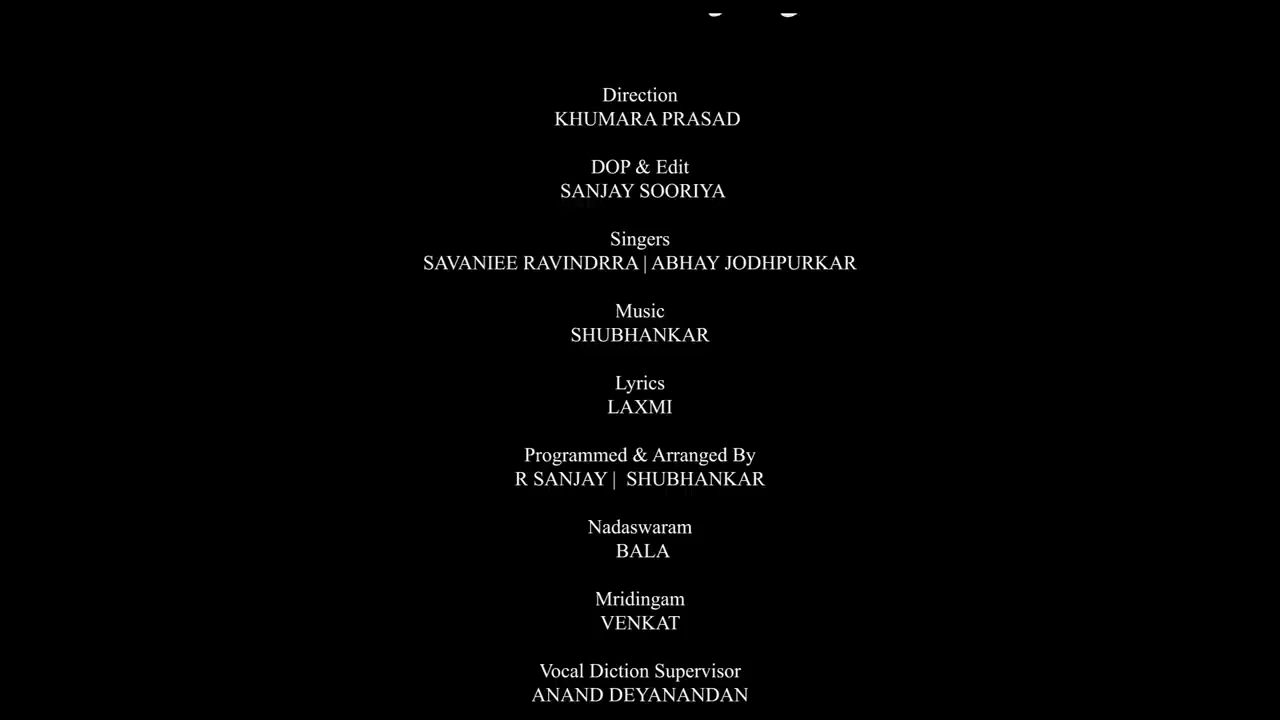 Direction
KHUMARA PRASAD
DOP & Edit
SANJAY SOORIYA
Singers
SAVANIEE RAVINDRRA | ABHAY JODHPURKAR
Music
SHUBHANKAR
Lyrics
LAXMI
Programmed & Arranged By
R SANJAY | SHUBHANKAR
Nadaswaram
BALA
Mridingam
VENKAT
Vocal Diction Supervisor
ANAND DEYANANDAN